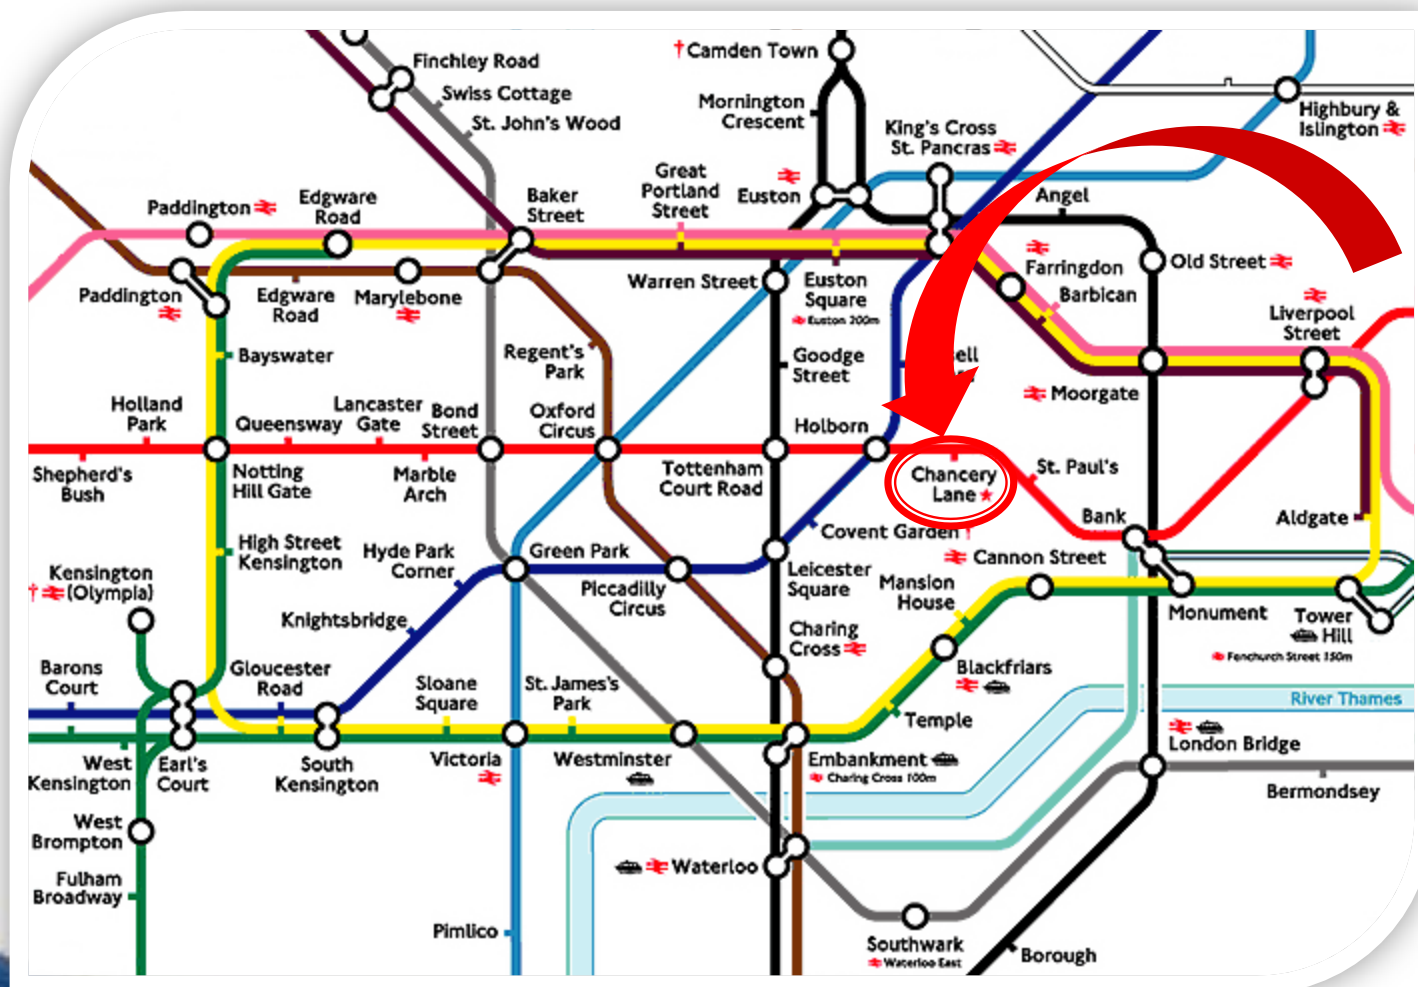 Finchley Road
Swiss Cottage
St. John's Wood
†Camden Town
Mornington
Crescent
King's Cross
St. Pancras
Highbury &
Islington
Paddington
Edgware
Road
Baker
Street
Great
Portland
Street
Euston
Angel
Old Street
Paddington
Edgware
Road
Marylebone
Warren Street
Euston
Square
Euston 200m
Farringdon
Barbican
Liverpool
Street
Bayswater
Regent's
Park
Goodge
Street
Moorgate
Holland
Park
Queensway
Lancaster
Gate
Bond
Street
Oxford
Circus
Holborn
Shepherd's
Bush
Notting
Hill Gate
Marble
Arch
Tottenham
Court Road
Chancery
Lane★
St. Paul's
Bank
Aldgate
High Street
Kensington
Hyde Park
Corner
Green Park
Piccadilly
Circus
Covent Garden†
Leicester
Square
Cannon Street
Mansion
House
Monument
Tower
Hill
Fenchurch Street 150m
Kensington
†(Olympia)
Knightsbridge
Charing
Cross
Blackfriars
River Thames
Barons
Court
Gloucester
Road
Sloane
Square
St. James's
Park
Temple
West
Kensington
Earl's
Court
South
Kensington
Victoria
Westminster
Embankment
Charing Cross 100m
London Bridge
Bermondsey
West
Brompton
Fulham
Broadway
Waterloo
Pimlico
Southwark
Waterloo East
Borough